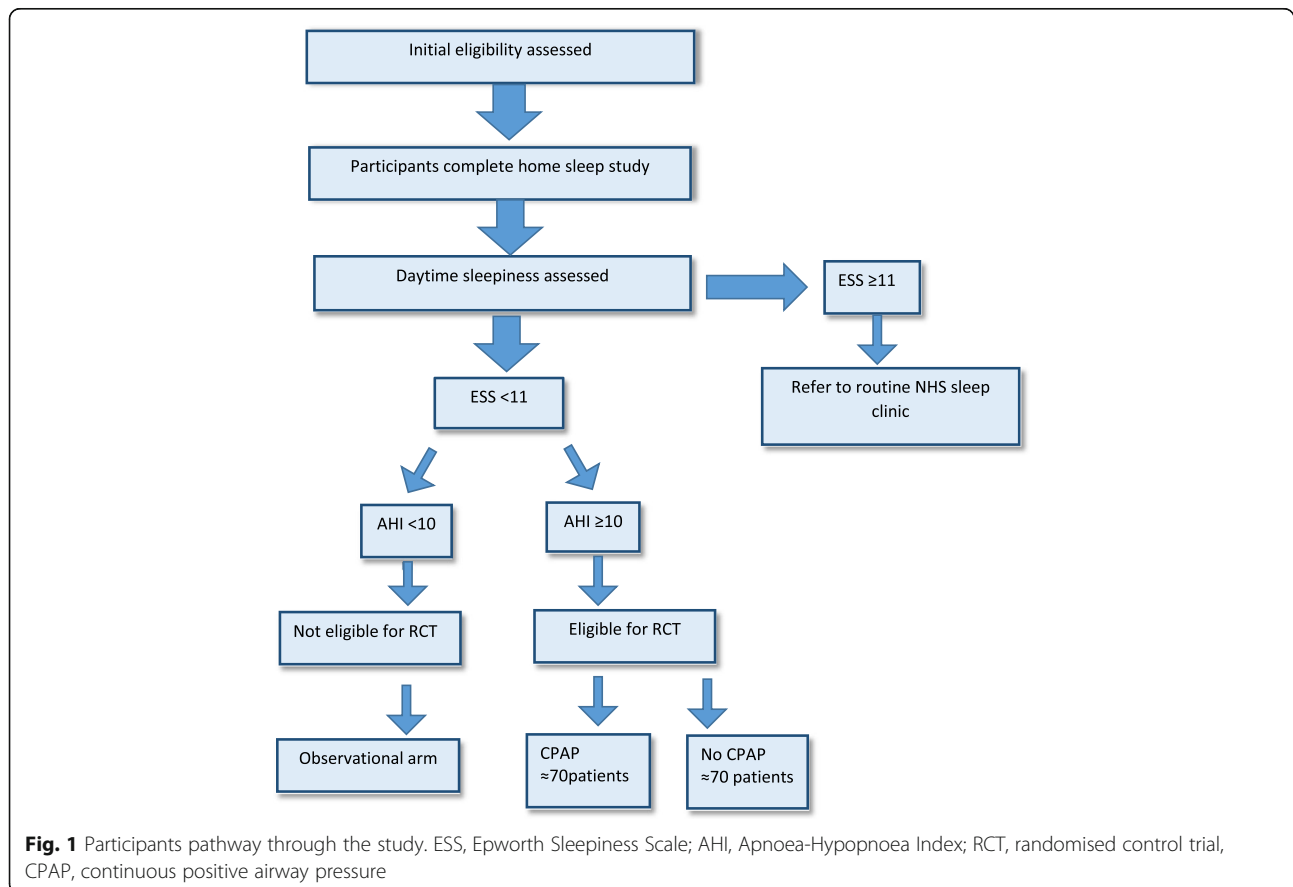 Initial eligibility assessed
Participants complete home sleep study
Daytime sleepiness assessed
ESS ≥11
Refer to routine NHS sleep
clinic
ESS <11
AHI <10
AHI ≥10
Not eligible for RCT
Eligible for RCT
Observational arm
CPAP
≈70patients
No CPAP
≈70 patients
Fig. 1 Participants pathway through the study. ESS, Epworth Sleepiness Scale; AHI, Apnoea-Hypopnoea Index; RCT, randomised control trial,
CPAP, continuous positive airway pressure